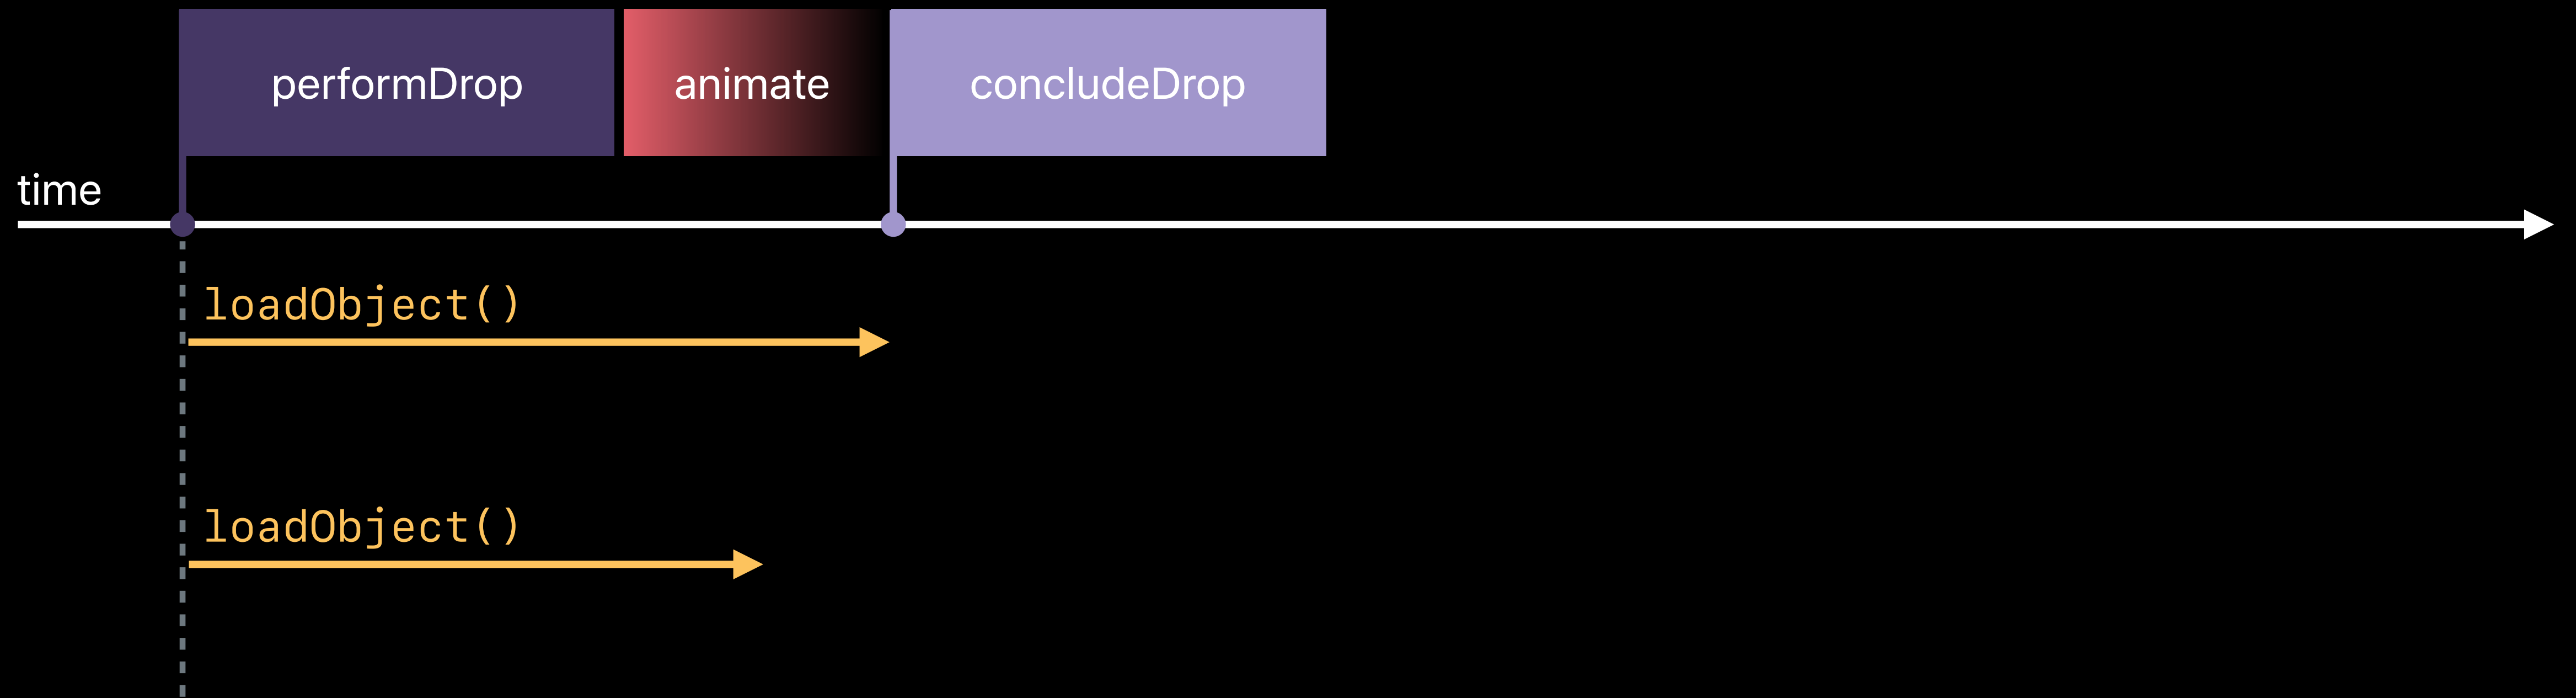 performDrop
animate
concludeDrop
time
loadObject()
loadObject()